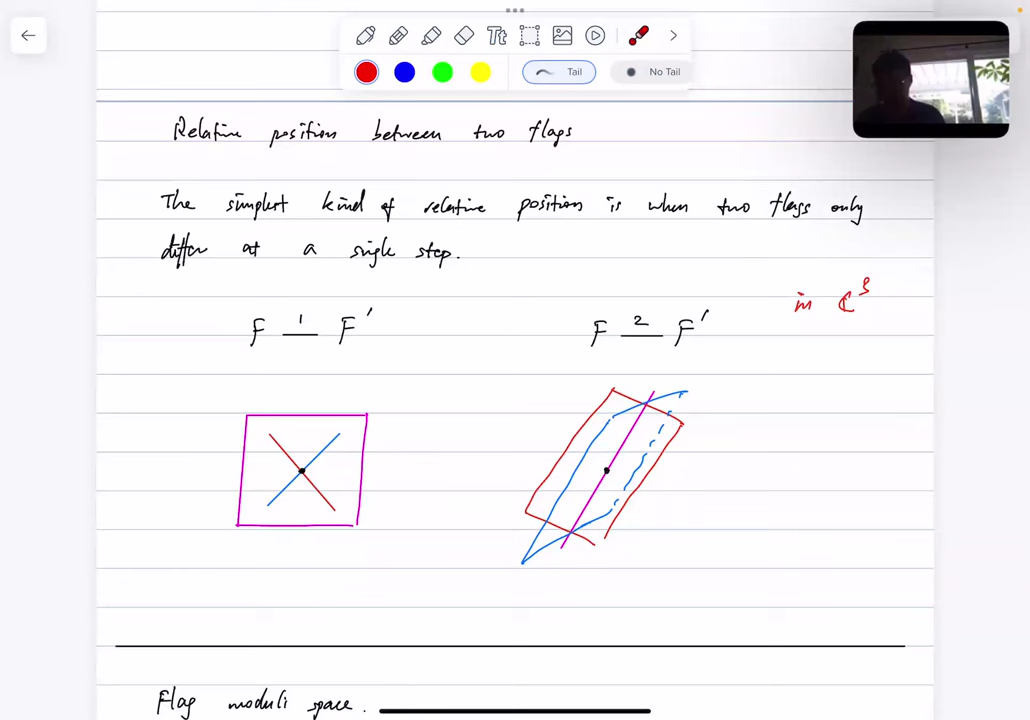 Tt
Tail
No Tail
Relative position between two flags
The simplest kind of relative position is when two flags only
differ at a single step.
F 1 F′
F 2 F′
in ℂ³
Flag moduli space.